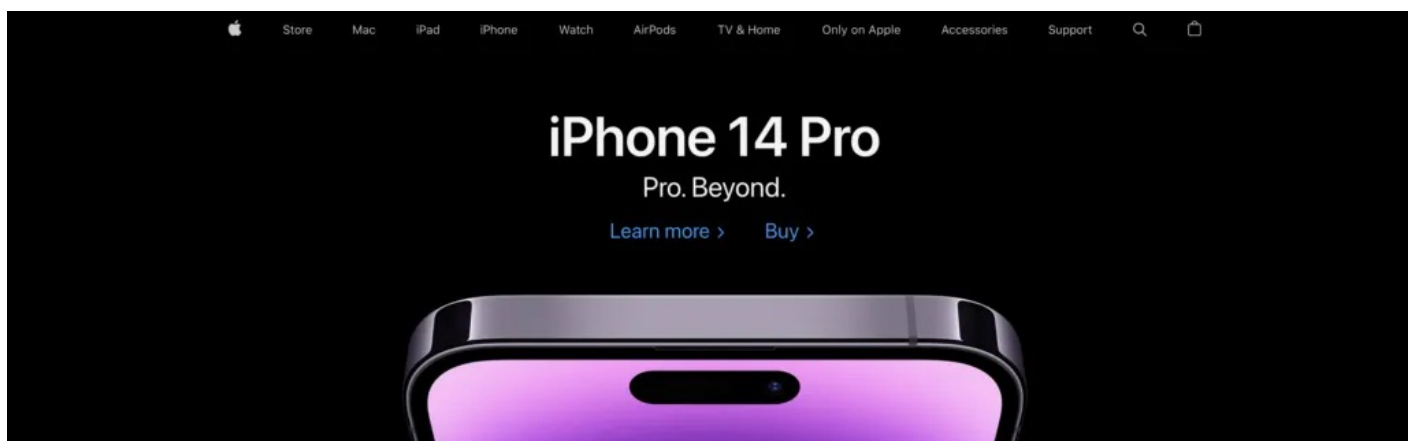 Store Mac iPad iPhone Watch AirPods TV & Home Only on Apple Accessories Support
iPhone 14 Pro
Pro. Beyond.
Learn more > Buy >